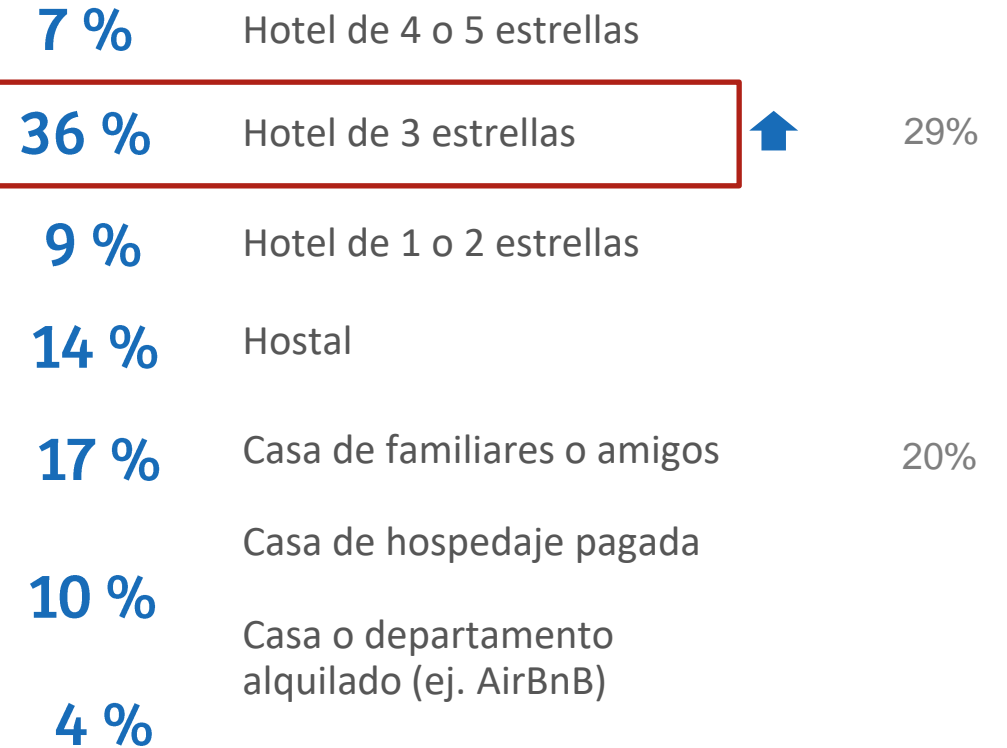 7 % Hotel de 4 o 5 estrellas
36 % Hotel de 3 estrellas 29%
9 % Hotel de 1 o 2 estrellas
14 % Hostal
17 % Casa de familiares o amigos 20%
Casa de hospedaje pagada
10 %
Casa o departamento
alquilado (ej. AirBnB)
4 %